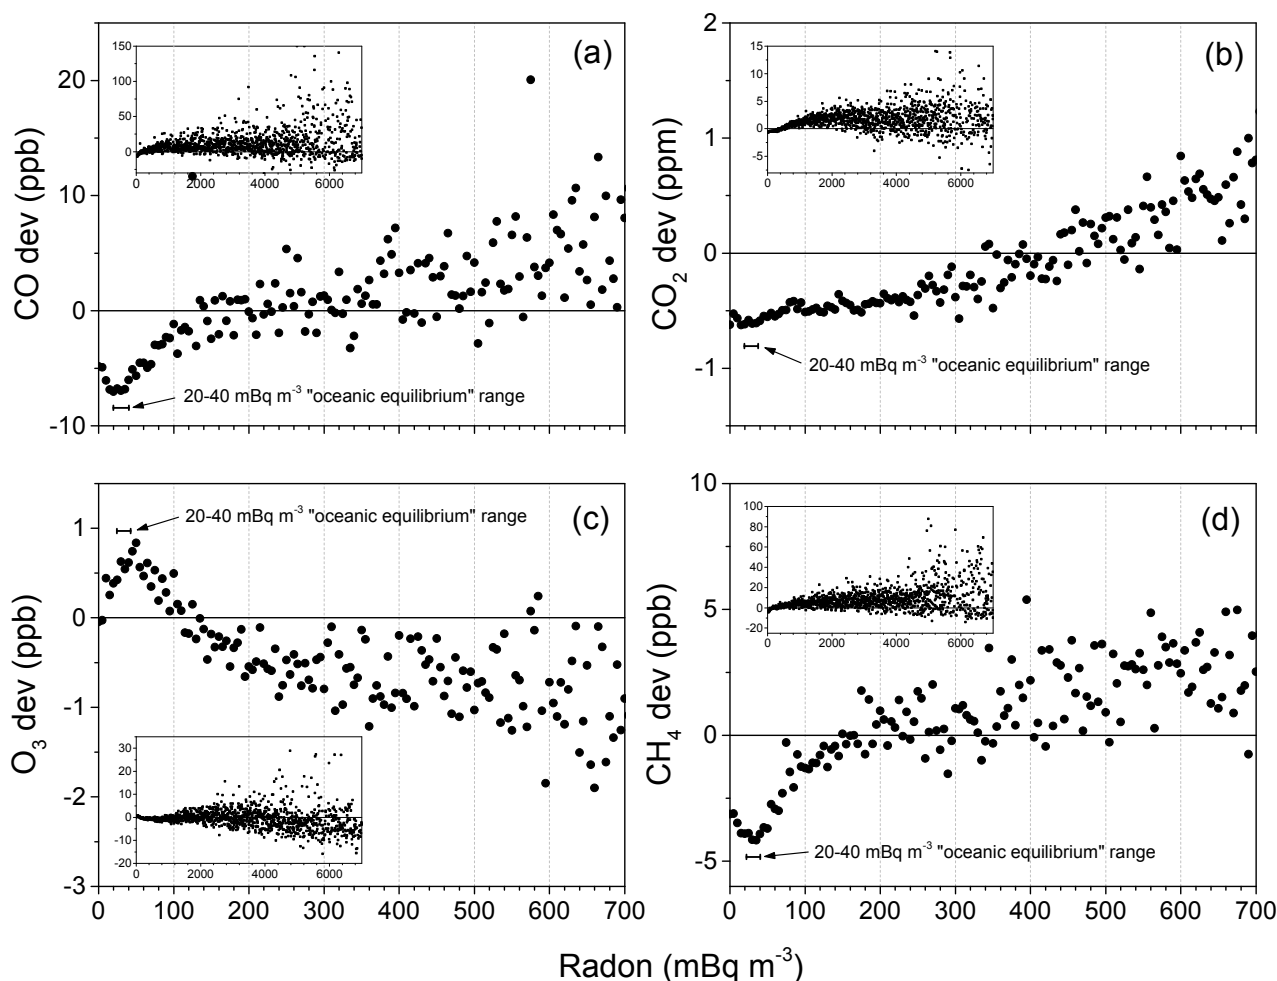 (a)
CO dev (ppb)
20
10
0
-10
150
100
50
0
0 2000 4000 6000
20-40 mBq m⁻³ "oceanic equilibrium" range
(b)
CO₂ dev (ppm)
2
1
0
-1
15
10
5
0
-5
0 2000 4000 6000
20-40 mBq m⁻³ "oceanic equilibrium" range
(c)
O₃ dev (ppb)
1
0
-1
-2
-3
20-40 mBq m⁻³ "oceanic equilibrium" range
30
20
10
0
-10
-20
0 2000 4000 6000
0 100 200 300 400 500 600 700
(d)
CH₄ dev (ppb)
10
5
0
-5
100
80
60
40
20
0
-20
0 2000 4000 6000
20-40 mBq m⁻³ "oceanic equilibrium" range
0 100 200 300 400 500 600 700
Radon (mBq m⁻³)